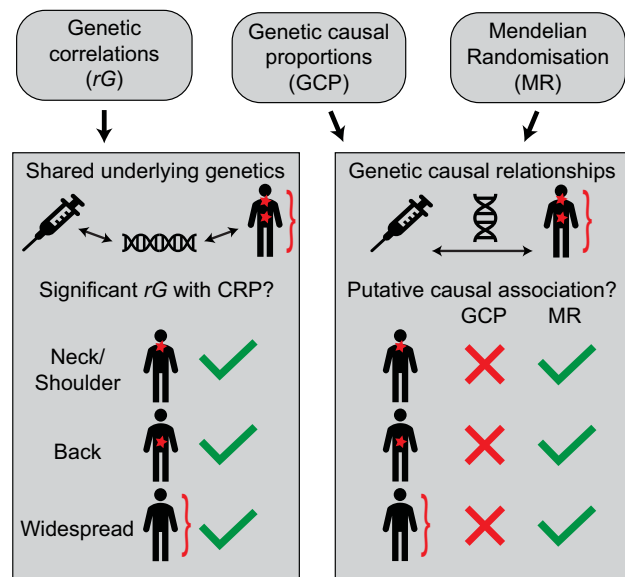 Genetic
correlations
(rG)
Genetic causal
proportions
(GCP)
Mendelian
Randomisation
(MR)
Shared underlying genetics
Significant rG with CRP?
Neck/
Shoulder
Back
Widespread
Genetic causal relationships
Putative causal association?
GCP MR